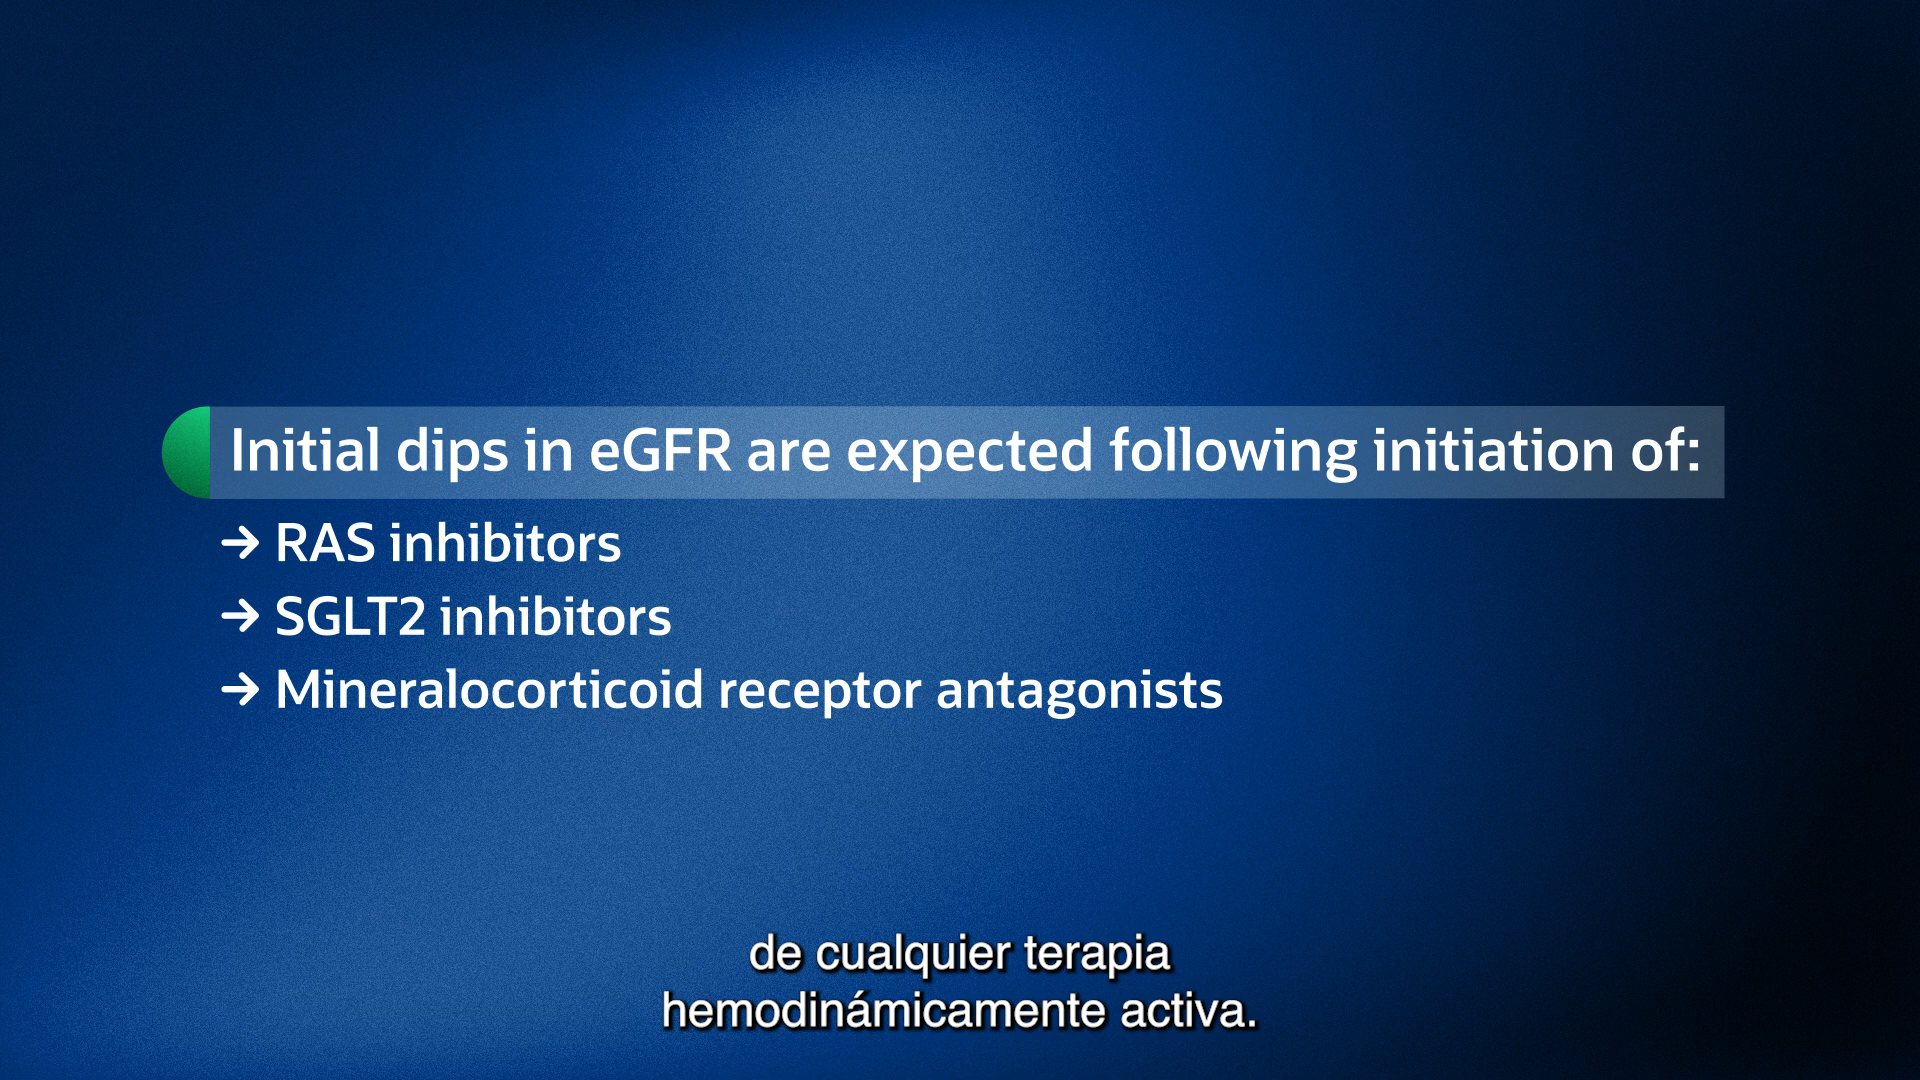 Initial dips in eGFR are expected following initiation of:
→ RAS inhibitors
→ SGLT2 inhibitors
→ Mineralocorticoid receptor antagonists
de cualquier terapia
hemodinámicamente activa.